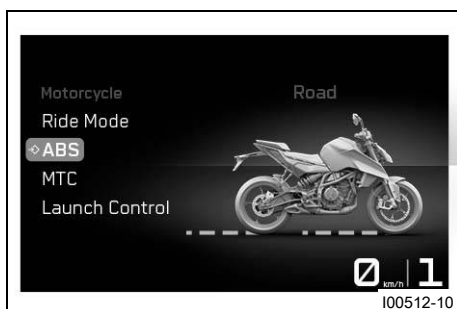 Motorcycle
Road
Ride Mode
ABS
MTC
Launch Control
0 km/h 1
I00512-10